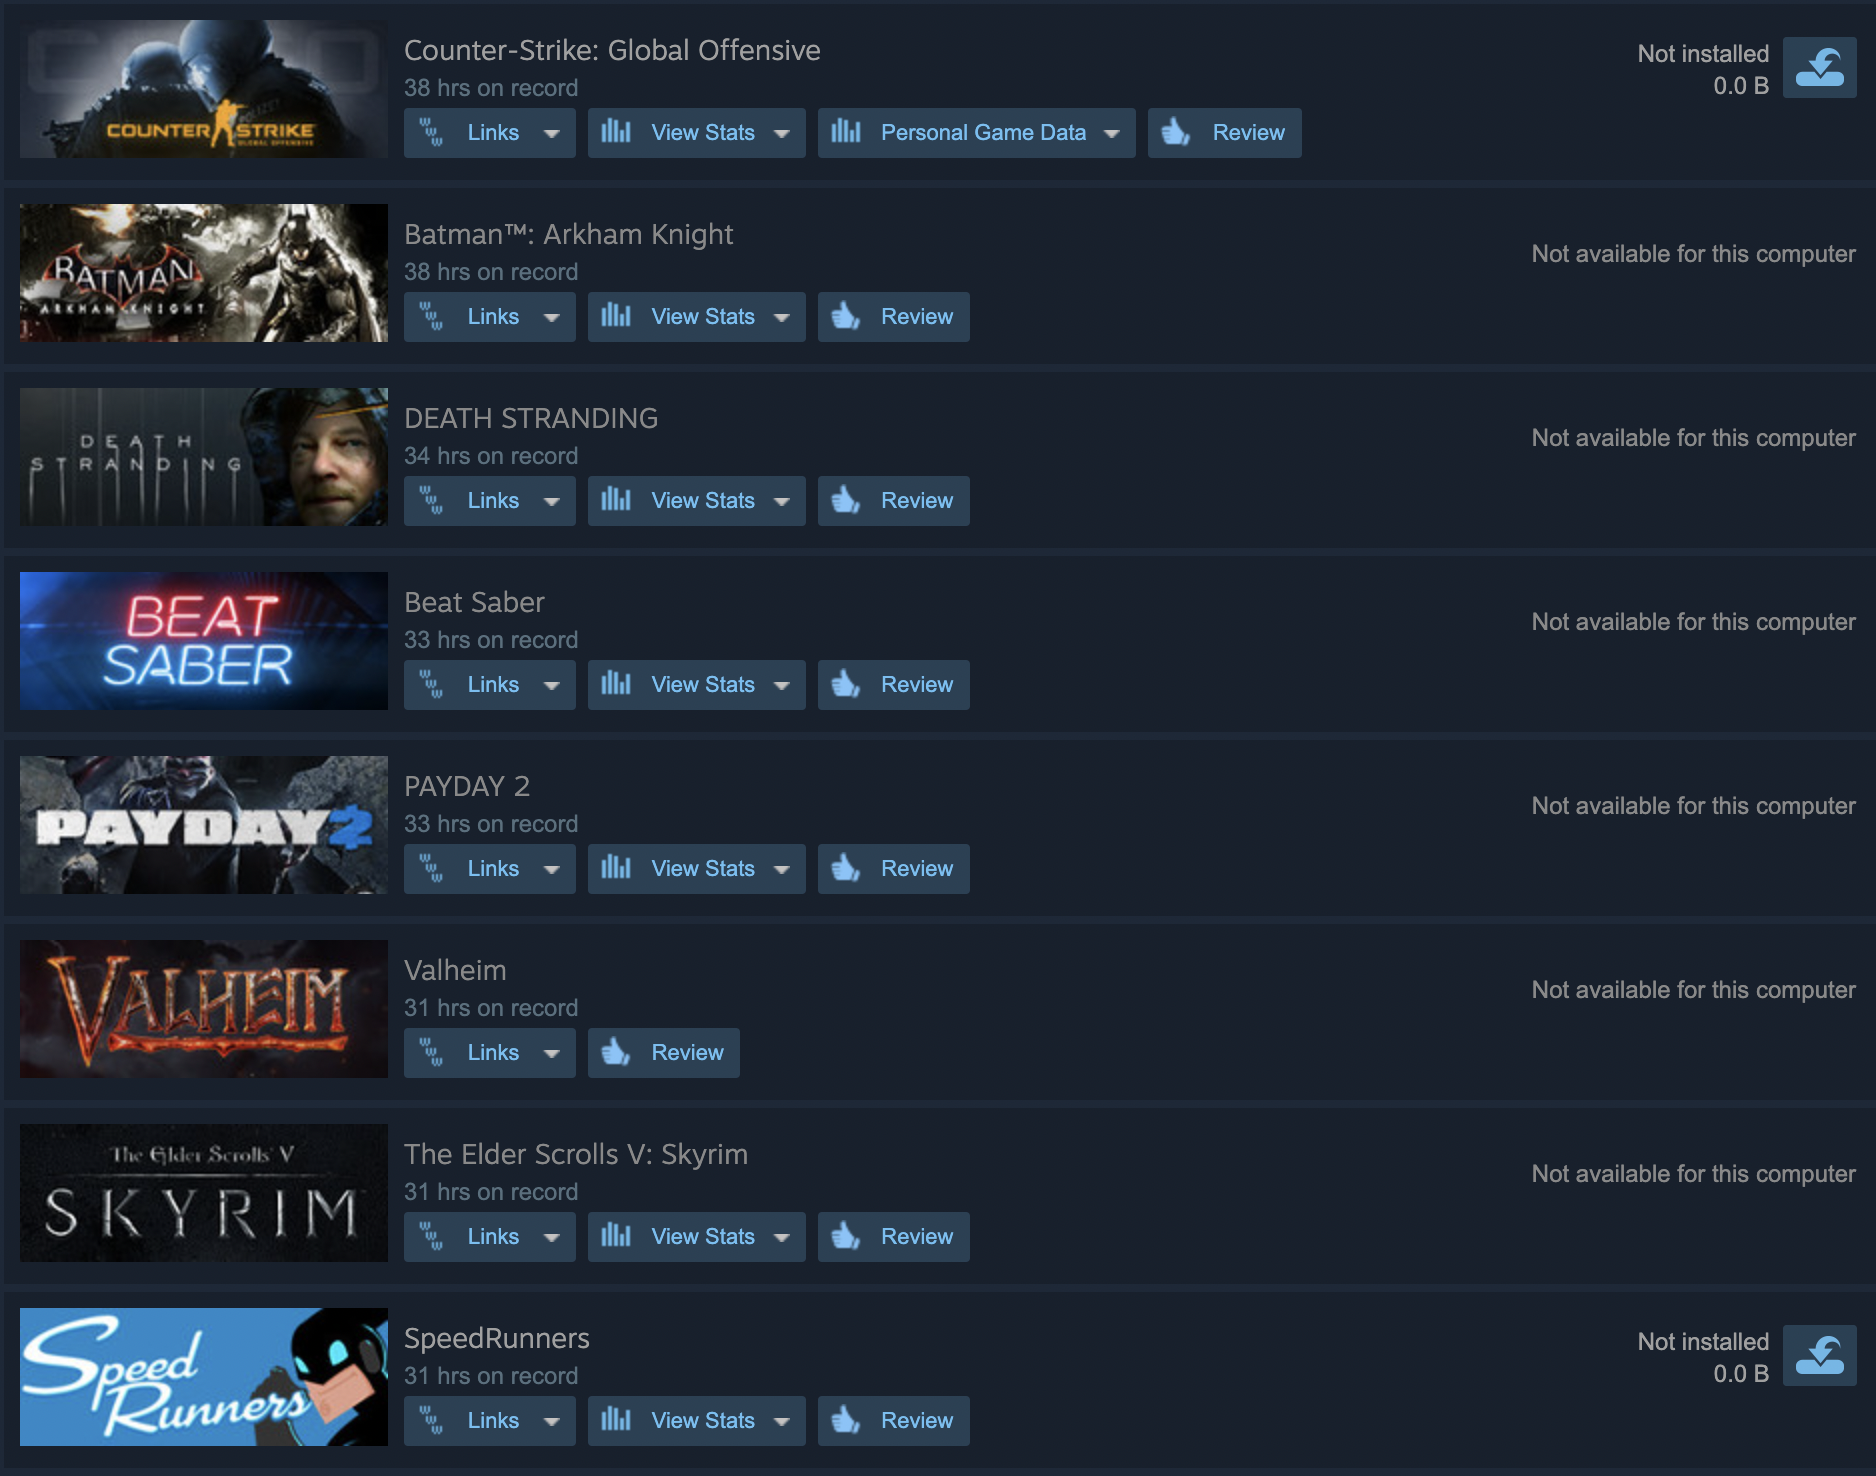 COUNTER STRIKE
GLOBAL OFFENSIVE
Counter-Strike: Global Offensive
38 hrs on record
Links
View Stats
Personal Game Data
Review
Not installed
0.0 B
BATMAN
ARKHAM KNIGHT
Batman™: Arkham Knight
38 hrs on record
Links
View Stats
Review
Not available for this computer
DEATH
STRANDING
DEATH STRANDING
34 hrs on record
Links
View Stats
Review
Not available for this computer
BEAT
SABER
Beat Saber
33 hrs on record
Links
View Stats
Review
Not available for this computer
PAYDAY 2
PAYDAY 2
33 hrs on record
Links
View Stats
Review
Not available for this computer
VALHEIM
Valheim
31 hrs on record
Links
Review
Not available for this computer
The Elder Scrolls V
SKYRIM
The Elder Scrolls V: Skyrim
31 hrs on record
Links
View Stats
Review
Not available for this computer
Speed
Runners
SpeedRunners
31 hrs on record
Links
View Stats
Review
Not installed
0.0 B